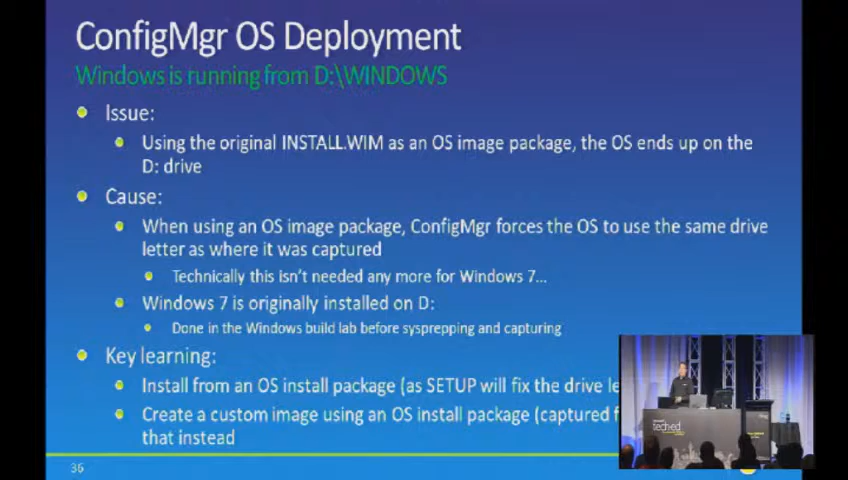 ConfigMgr OS Deployment
Windows is running from D:\WINDOWS
Issue:
Using the original INSTALL.WIM as an OS image package, the OS ends up on the
D: drive
Cause:
When using an OS image package, ConfigMgr forces the OS to use the same drive
letter as where it was captured
Technically this isn't needed any more for Windows 7...
Windows 7 is originally installed on D:
Done in the Windows build lab before sysprepping and capturing
Key learning:
Install from an OS install package (as SETUP will fix the drive
Create a custom image using an OS install package (captured
that instead
36
teched